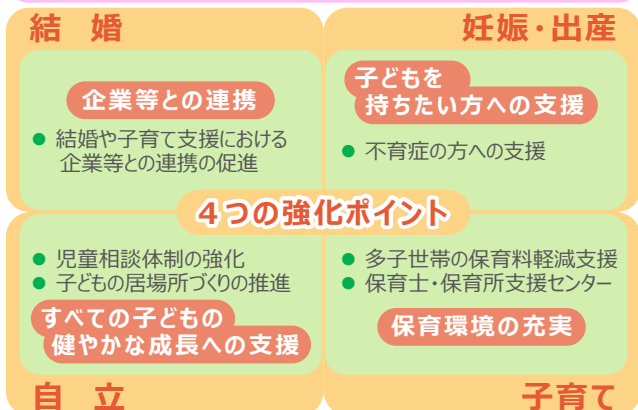 結 婚
企業等との連携
● 結婚や子育て支援における
企業等との連携の促進
妊娠・出産
子どもを
持ちたい方への支援
● 不育症の方への支援
4つの強化ポイント
● 児童相談体制の強化
● 子どもの居場所づくりの推進
すべての子どもの
健やかな成長への支援
自 立
● 多子世帯の保育料軽減支援
● 保育士・保育所支援センター
保育環境の充実
子育て